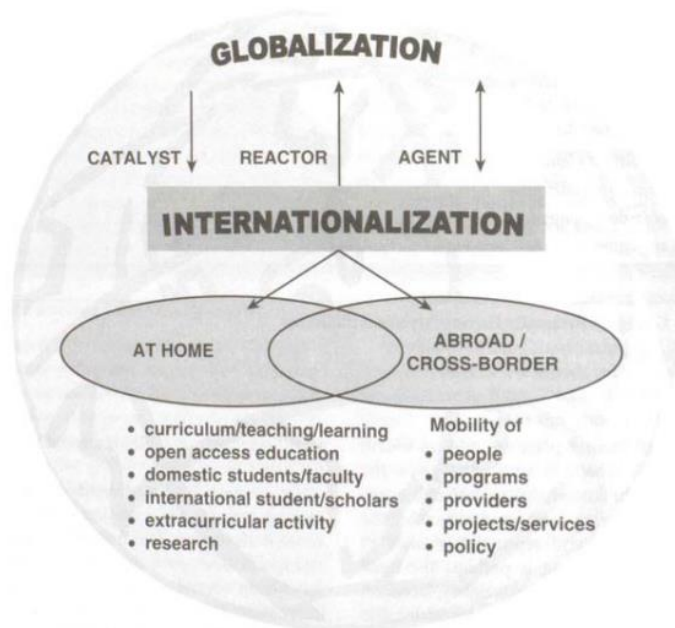 GLOBALIZATION
CATALYST REACTOR AGENT
INTERNATIONALIZATION
AT HOME
ABROAD /
CROSS-BORDER
• curriculum/teaching/learning
• open access education
• domestic students/faculty
• international student/scholars
• extracurricular activity
• research
Mobility of
• people
• programs
• providers
• projects/services
• policy